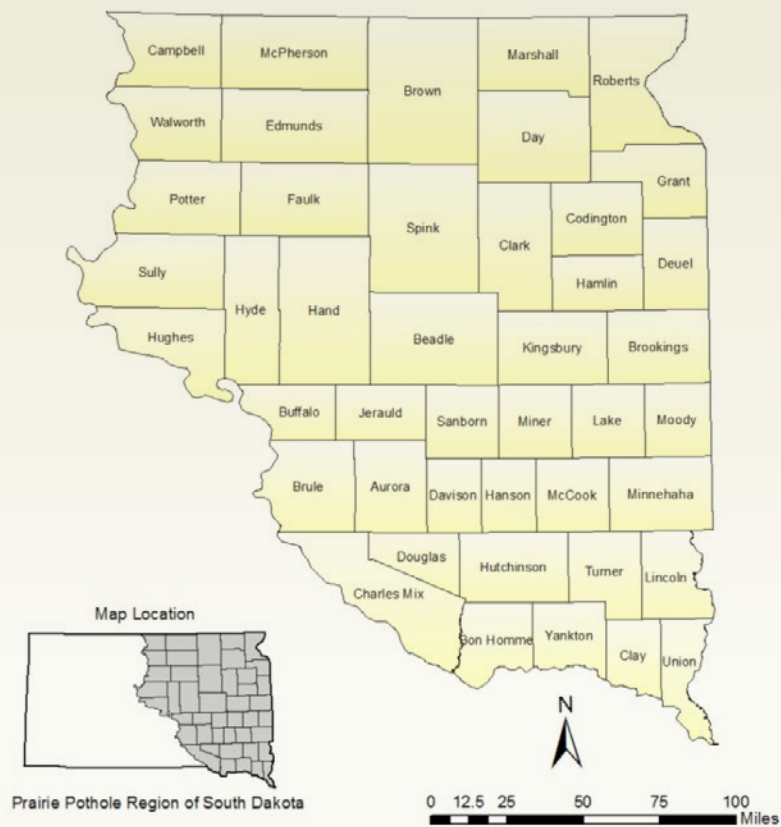 Campbell
McPherson
Brown
Marshall
Roberts
Walworth
Edmunds
Day
Potter
Faulk
Spink
Clark
Codington
Grant
Sully
Hyde
Hand
Hamlin
Deuel
Hughes
Beadle
Kingsbury
Brookings
Buffalo
Jerauld
Sanborn
Miner
Lake
Moody
Brule
Aurora
Davison
Hanson
McCook
Minnehaha
Charles Mix
Douglas
Hutchinson
Turner
Lincoln
Bon Homme
Yankton
Clay
Union
Map Location
Prairie Pothole Region of South Dakota
N
0 12.5 25 50 75 100
Miles